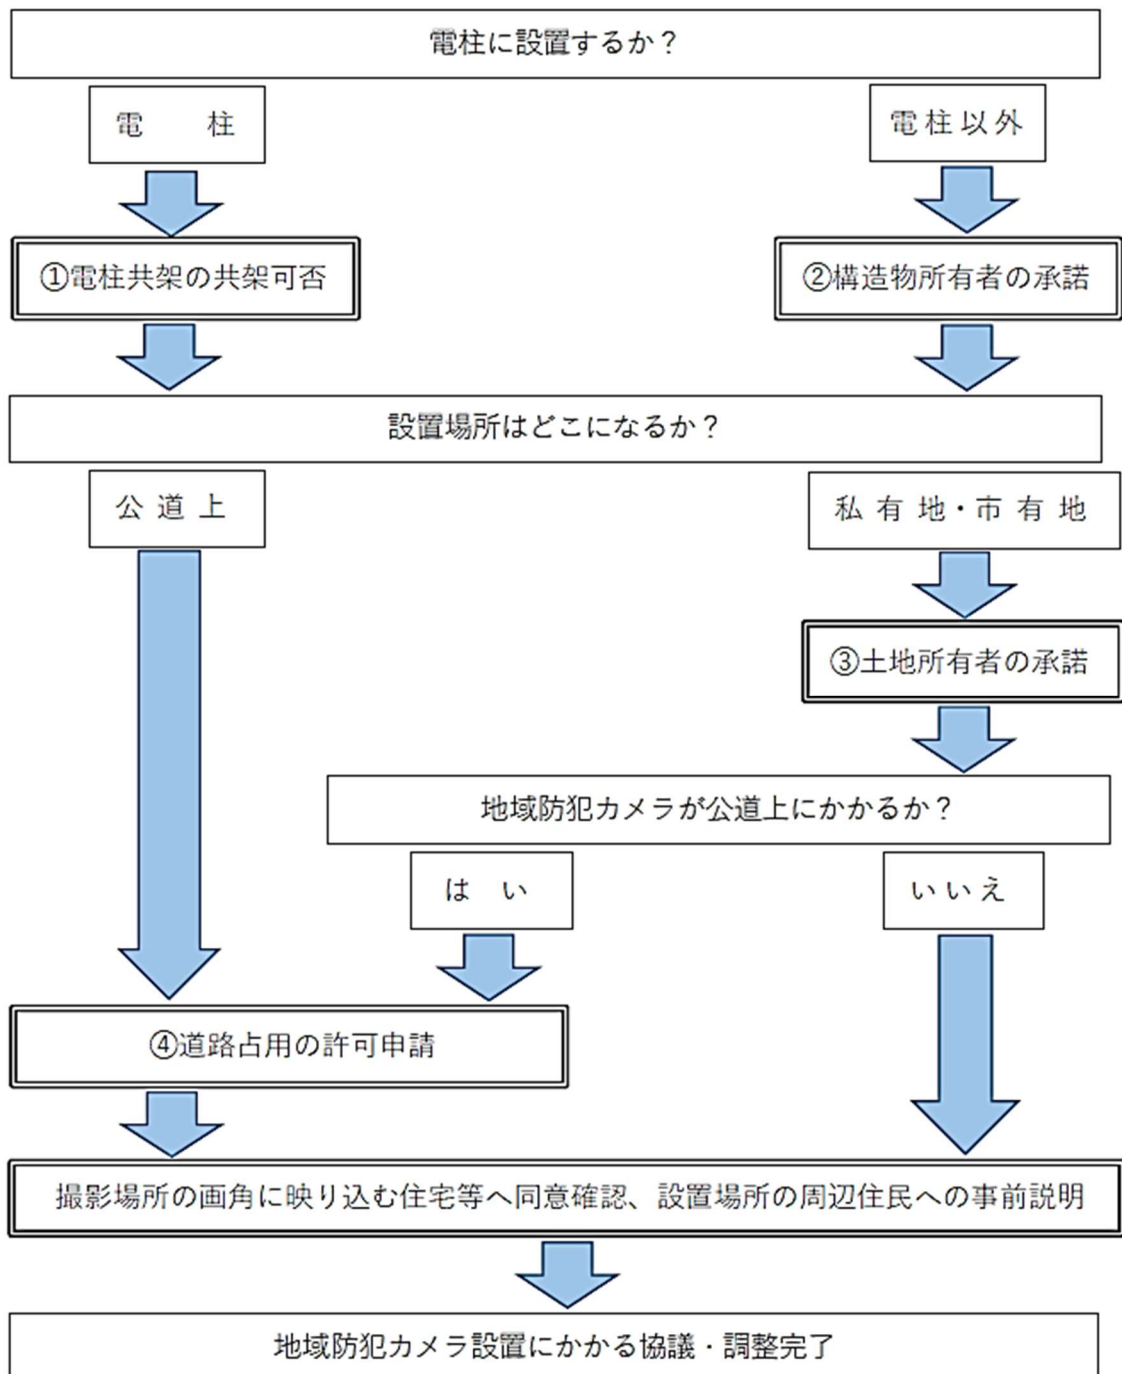 電柱に設置するか？
電　　柱
電柱以外
①電柱共架の共架可否
②構造物所有者の承諾
設置場所はどこになるか？
公道上
私有地・市有地
③土地所有者の承諾
地域防犯カメラが公道上にかかるか？
はい
いいえ
④道路占用の許可申請
撮影場所の画角に映り込む住宅等へ同意確認、設置場所の周辺住民への事前説明
地域防犯カメラ設置にかかる協議・調整完了